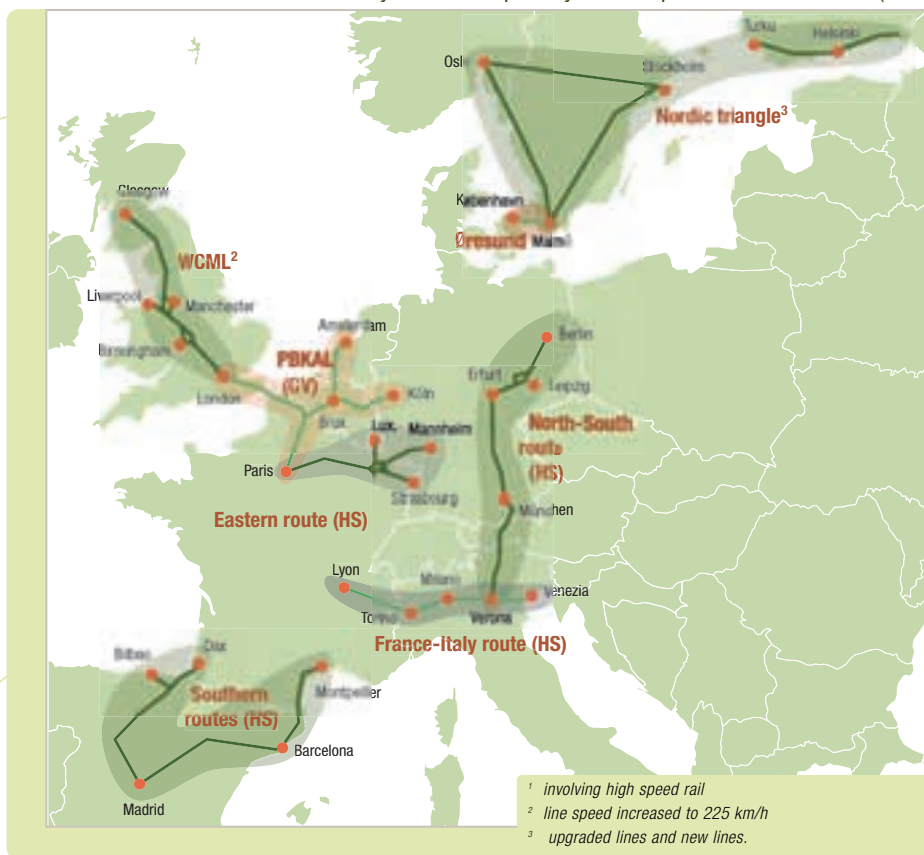 Turku
Helsinki
Oslo
Stockholm
Nordic triangle³
København
Øresund Malmö
Glasgow
WCML²
Liverpool
Manchester
Birmingham
London
Amsterdam
PBKAL
(GV)
Köln
Brux.
Lux.
Mannheim
Paris
Strasbourg
Eastern route (HS)
Berlin
Erfurt
Leipzig
North-South
route
(HS)
München
Lyon
Milano
Torino
Verona
Venezia
France-Italy route (HS)
Bilbao
Dax
Southern
routes (HS)
Montpellier
Barcelona
Madrid
¹ involving high speed rail
² line speed increased to 225 km/h
³ upgraded lines and new lines.